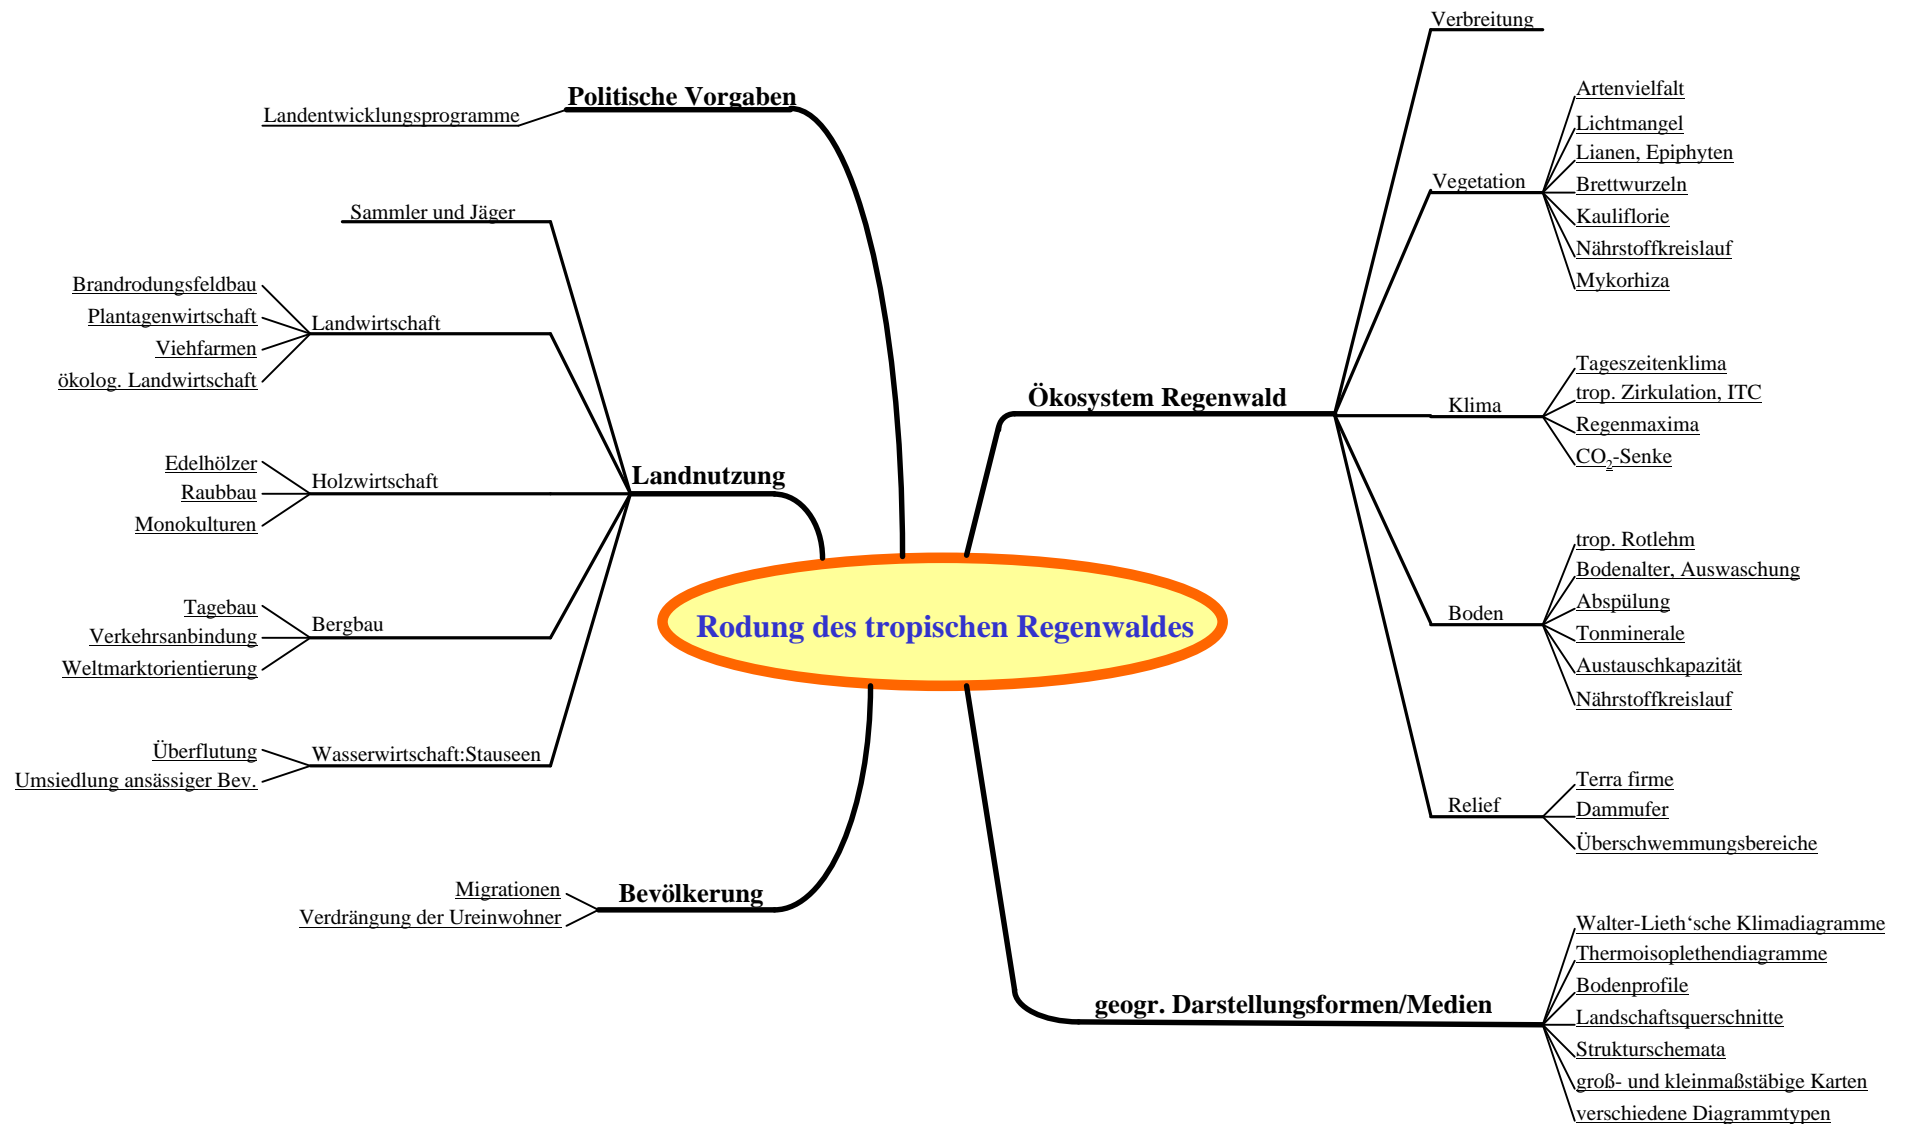 Rodung des tropischen Regenwaldes
Politische Vorgaben
Landentwicklungsprogramme
Landnutzung
Sammler und Jäger
Landwirtschaft
Brandrodungsfeldbau
Plantagenwirtschaft
Viehfarmen
ökolog. Landwirtschaft
Holzwirtschaft
Edelhölzer
Raubbau
Monokulturen
Bergbau
Tagebau
Verkehrsanbindung
Weltmarktorientierung
Wasserwirtschaft:Stauseen
Überflutung
Umsiedlung ansässiger Bev.
Bevölkerung
Migrationen
Verdrängung der Ureinwohner
Ökosystem Regenwald
Verbreitung
Vegetation
Artenvielfalt
Lichtmangel
Lianen, Epiphyten
Brettwurzeln
Kauliflorie
Nährstoffkreislauf
Mykorhiza
Klima
Tageszeitenklima
trop. Zirkulation, ITC
Regenmaxima
CO₂-Senke
Boden
trop. Rotlehm
Bodenalter, Auswaschung
Abspülung
Tonminerale
Austauschkapazität
Nährstoffkreislauf
Relief
Terra firme
Dammufer
Überschwemmungsbereiche
geogr. Darstellungsformen/Medien
Walter-Lieth‘sche Klimadiagramme
Thermoisoplethendiagramme
Bodenprofile
Landschaftsquerschnitte
Strukturschemata
groß- und kleinmaßstäbige Karten
verschiedene Diagrammtypen